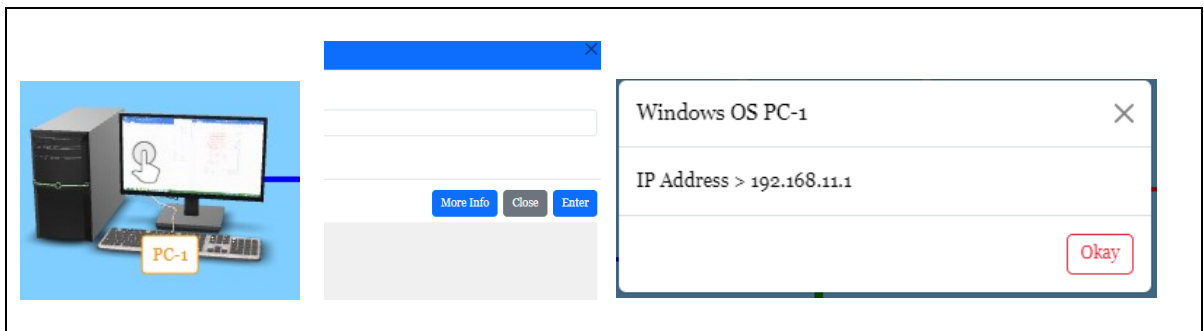 PC-1
More Info Close Enter
Windows OS PC-1
IP Address > 192.168.11.1
Okay